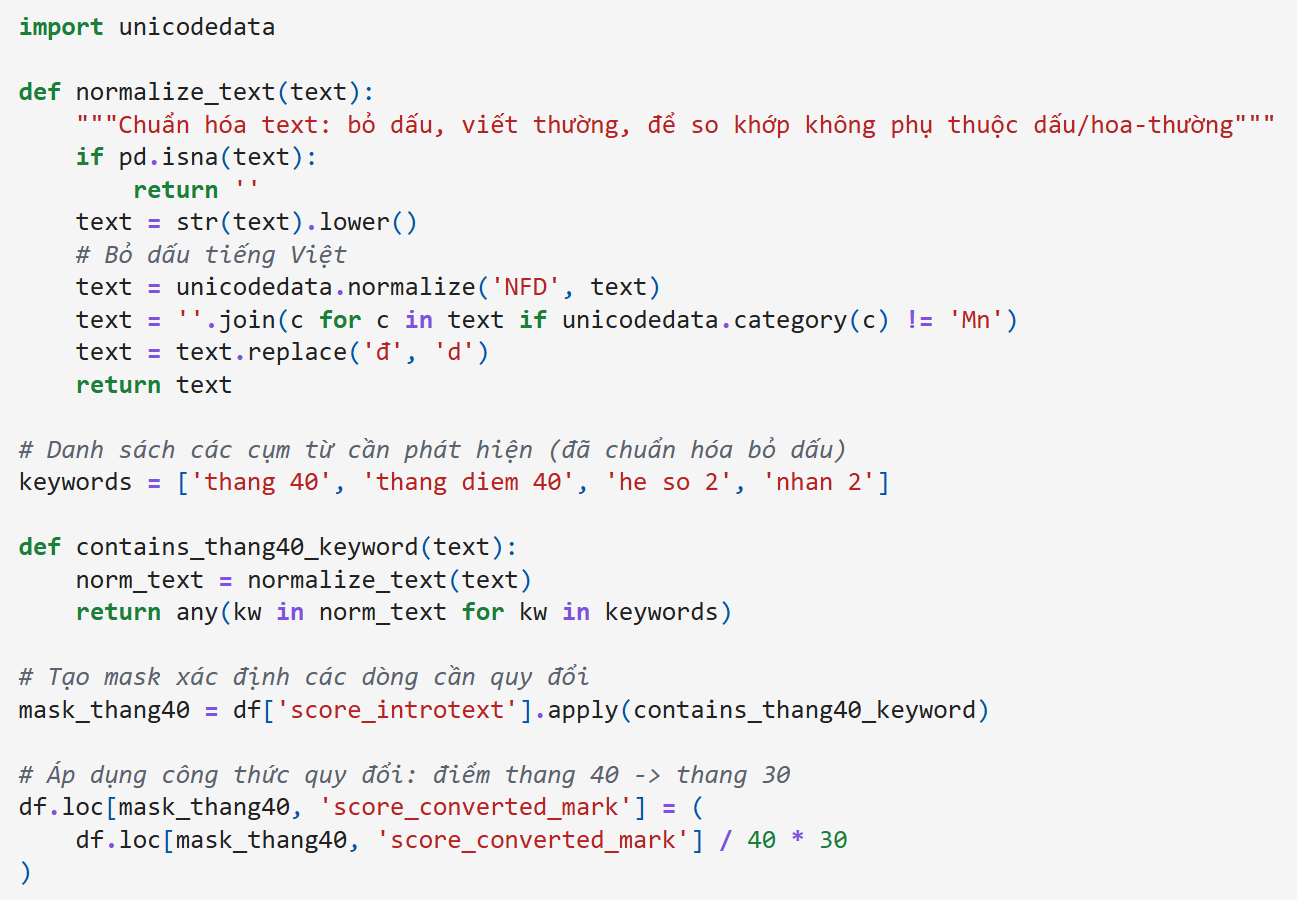 import unicodedata

def normalize_text(text):
    """Chuẩn hóa text: bỏ dấu, viết thường, để so khớp không phụ thuộc dấu/hoa-thường"""
    if pd.isna(text):
        return ''
    text = str(text).lower()
    # Bỏ dấu tiếng Việt
    text = unicodedata.normalize('NFD', text)
    text = ''.join(c for c in text if unicodedata.category(c) != 'Mn')
    text = text.replace('đ', 'd')
    return text

# Danh sách các cụm từ cần phát hiện (đã chuẩn hóa bỏ dấu)
keywords = ['thang 40', 'thang diem 40', 'he so 2', 'nhan 2']

def contains_thang40_keyword(text):
    norm_text = normalize_text(text)
    return any(kw in norm_text for kw in keywords)

# Tạo mask xác định các dòng cần quy đổi
mask_thang40 = df['score_introtext'].apply(contains_thang40_keyword)

# Áp dụng công thức quy đổi: điểm thang 40 -> thang 30
df.loc[mask_thang40, 'score_converted_mark'] = (
    df.loc[mask_thang40, 'score_converted_mark'] / 40 * 30
)